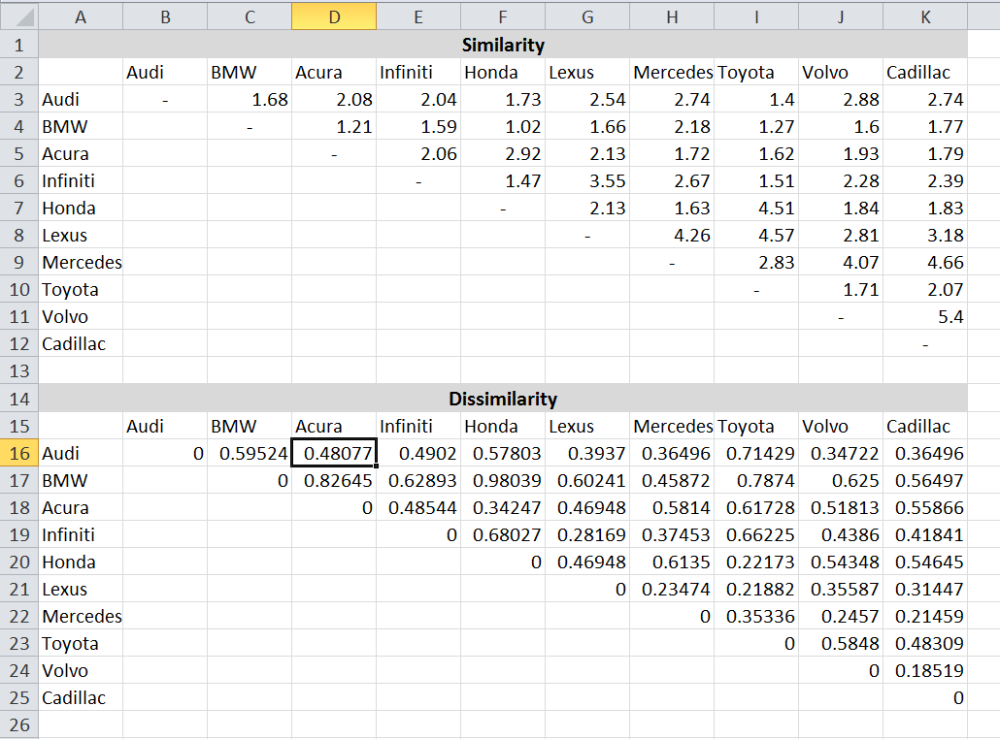 A B C D E F G H I J K
1 Similarity
2 Audi BMW Acura Infiniti Honda Lexus Mercedes Toyota Volvo Cadillac
3 Audi - 1.68 2.08 2.04 1.73 2.54 2.74 1.4 2.88 2.74
4 BMW - 1.21 1.59 1.02 1.66 2.18 1.27 1.6 1.77
5 Acura - 2.06 2.92 2.13 1.72 1.62 1.93 1.79
6 Infiniti - 1.47 3.55 2.67 1.51 2.28 2.39
7 Honda - 2.13 1.63 4.51 1.84 1.83
8 Lexus - 4.26 4.57 2.81 3.18
9 Mercedes - 2.83 4.07 4.66
10 Toyota - 1.71 2.07
11 Volvo - 5.4
12 Cadillac -
13
14 Dissimilarity
15 Audi BMW Acura Infiniti Honda Lexus Mercedes Toyota Volvo Cadillac
16 Audi 0 0.59524 0.48077 0.4902 0.57803 0.3937 0.36496 0.71429 0.34722 0.36496
17 BMW 0 0.82645 0.62893 0.98039 0.60241 0.45872 0.7874 0.625 0.56497
18 Acura 0 0.48544 0.34247 0.46948 0.5814 0.61728 0.51813 0.55866
19 Infiniti 0 0.68027 0.28169 0.37453 0.66225 0.4386 0.41841
20 Honda 0 0.46948 0.6135 0.22173 0.54348 0.54645
21 Lexus 0 0.23474 0.21882 0.35587 0.31447
22 Mercedes 0 0.35336 0.2457 0.21459
23 Toyota 0 0.5848 0.48309
24 Volvo 0 0.18519
25 Cadillac 0
26